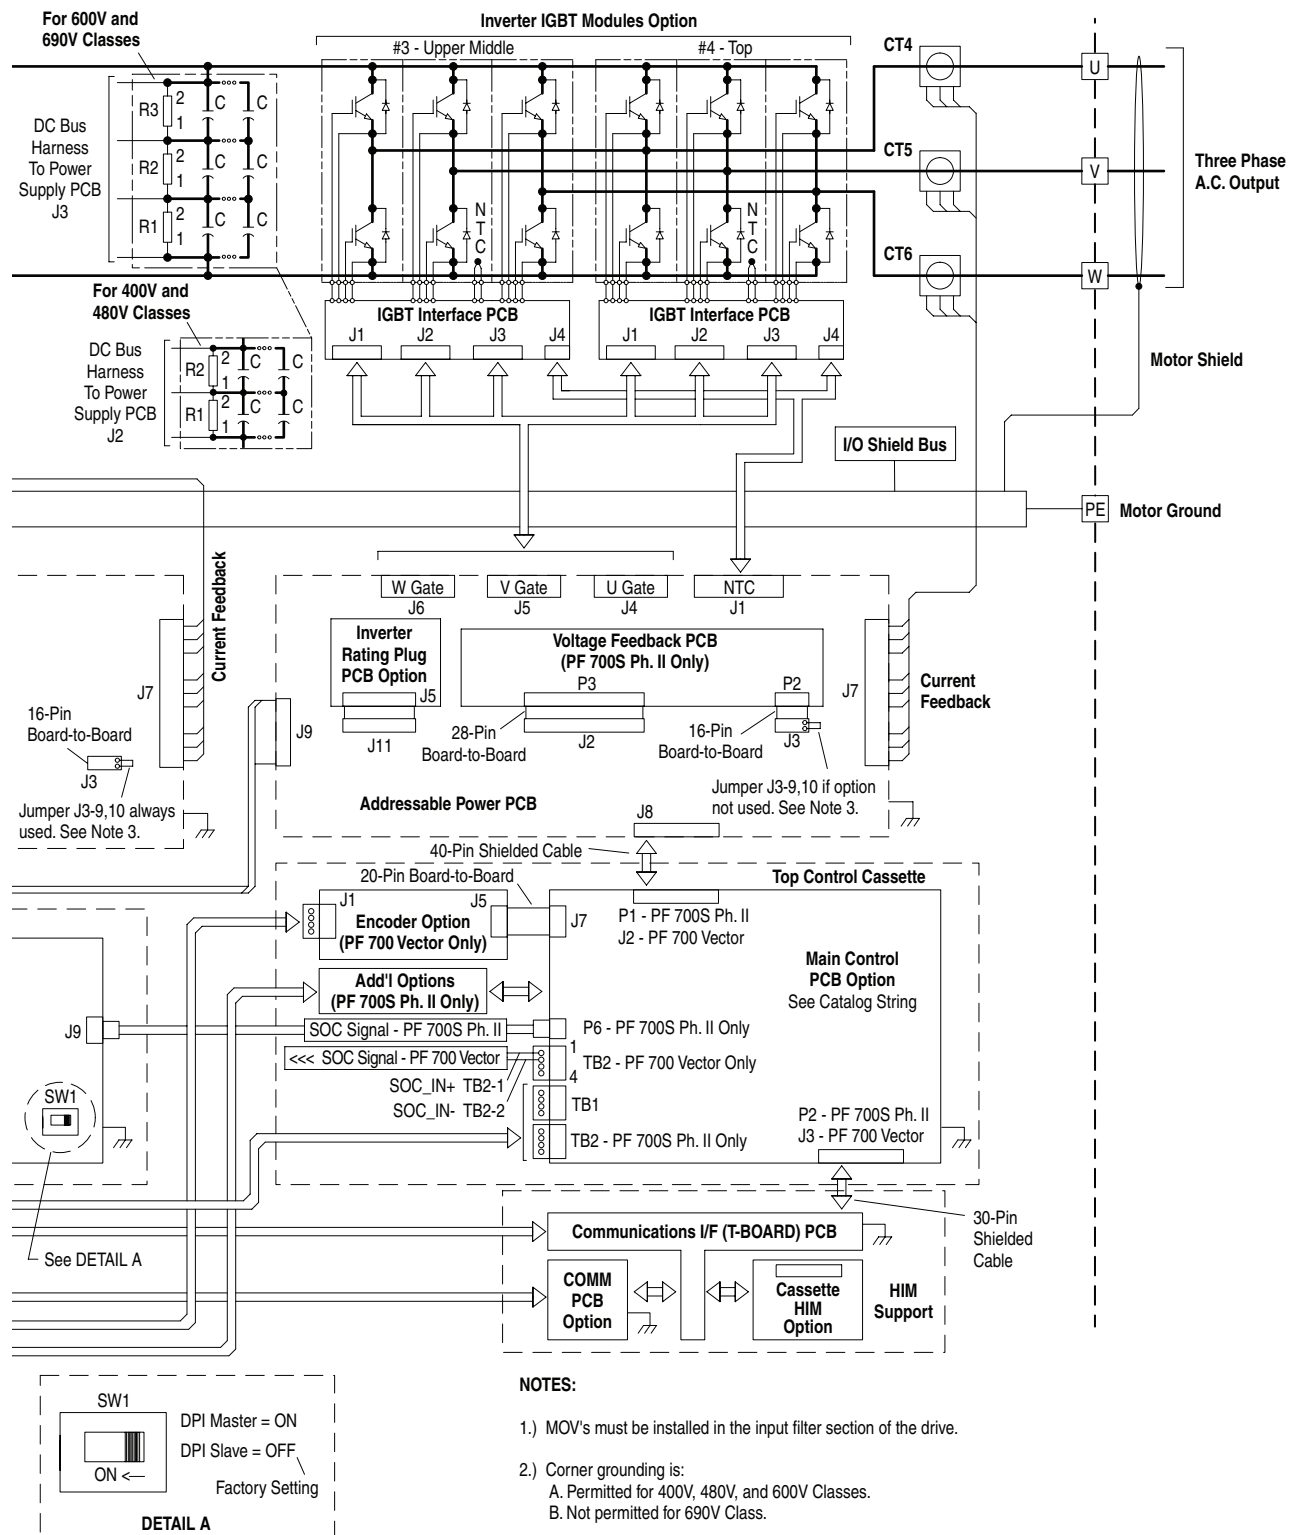 For 600V and
690V Classes
Inverter IGBT Modules Option
#3 - Upper Middle
#4 - Top
CT4
U
R3
2
1
C
C
DC Bus
Harness
To Power
Supply PCB
J3
R2
2
1
C
C
R1
2
1
C
C
CT5
V
Three Phase
A.C. Output
N
T
C
N
T
C
CT6
W
For 400V and
480V Classes
IGBT Interface PCB
J1
J2
J3
J4
IGBT Interface PCB
J1
J2
J3
J4
DC Bus
Harness
To Power
Supply PCB
J2
R2
2
1
C
C
R1
2
1
C
C
Motor Shield
I/O Shield Bus
PE
Motor Ground
Current Feedback
W Gate
J6
V Gate
J5
U Gate
J4
NTC
J1
Inverter
Rating Plug
PCB Option
J5
J11
Voltage Feedback PCB
(PF 700S Ph. II Only)
P3
P2
28-Pin
Board-to-Board
J2
16-Pin
Board-to-Board
J3
J7
Current
Feedback
J7
16-Pin
Board-to-Board
J3
J9
Jumper J3-9,10 always
used. See Note 3.
Jumper J3-9,10 if option
not used. See Note 3.
Addressable Power PCB
J8
40-Pin Shielded Cable
20-Pin Board-to-Board
Top Control Cassette
J1
J5
Encoder Option
(PF 700 Vector Only)
J7
P1 - PF 700S Ph. II
J2 - PF 700 Vector
Main Control
PCB Option
See Catalog String
Add'l Options
(PF 700S Ph. II Only)
J9
SOC Signal - PF 700S Ph. II
P6 - PF 700S Ph. II Only
<<< SOC Signal - PF 700 Vector
1
TB2 - PF 700 Vector Only
4
SOC_IN+ TB2-1
SOC_IN- TB2-2
TB1
SW1
P2 - PF 700S Ph. II
J3 - PF 700 Vector
TB2 - PF 700S Ph. II Only
30-Pin
Shielded
Cable
Communications I/F (T-BOARD) PCB
See DETAIL A
COMM
PCB
Option
Cassette
HIM
Option
HIM
Support
SW1
DPI Master = ON
DPI Slave = OFF
ON <—
Factory Setting
DETAIL A
NOTES:
1.) MOV's must be installed in the input filter section of the drive.
2.) Corner grounding is:
A. Permitted for 400V, 480V, and 600V Classes.
B. Not permitted for 690V Class.